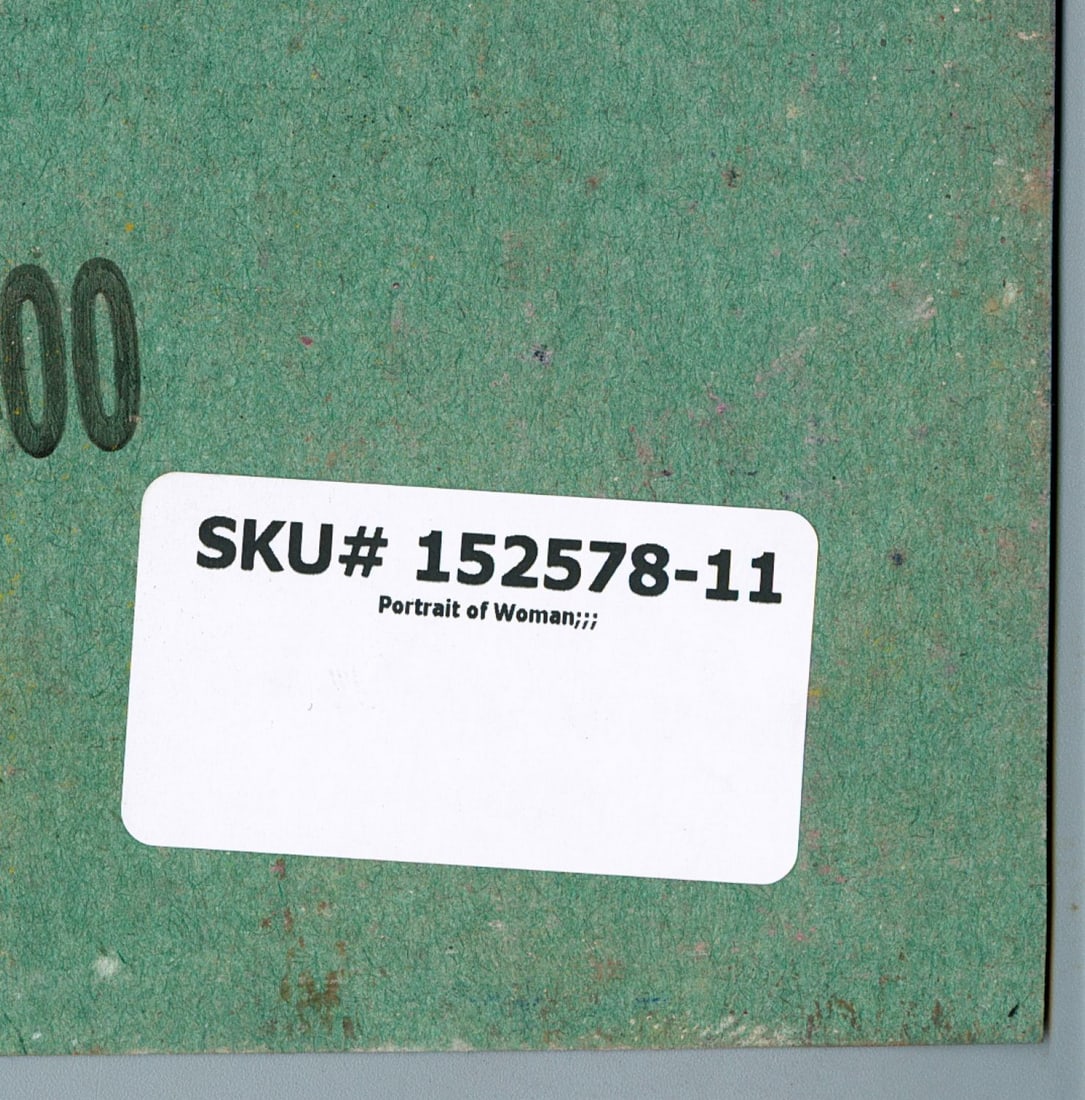 00
SKU# 152578-11
Portrait of Woman;;;